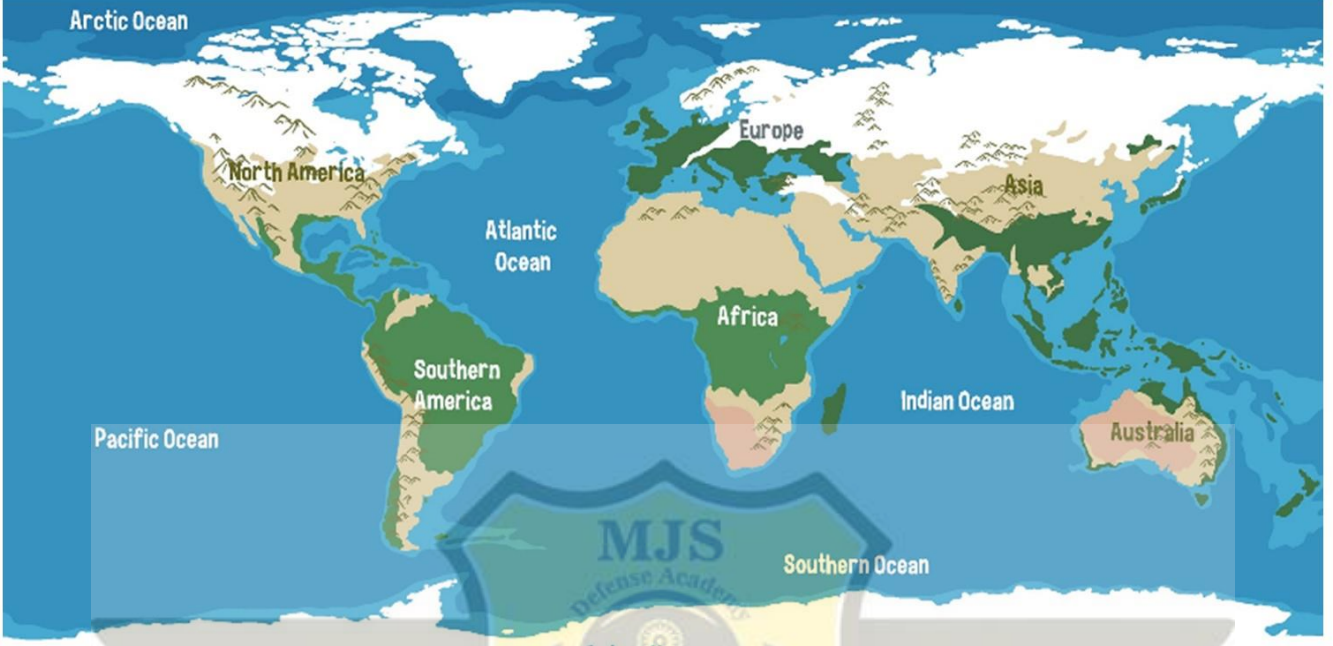 Arctic Ocean
North America
Europe
Asia
Atlantic
Ocean
Africa
Southern
America
Indian Ocean
Pacific Ocean
Australia
MJS
Defense Academy
Southern Ocean